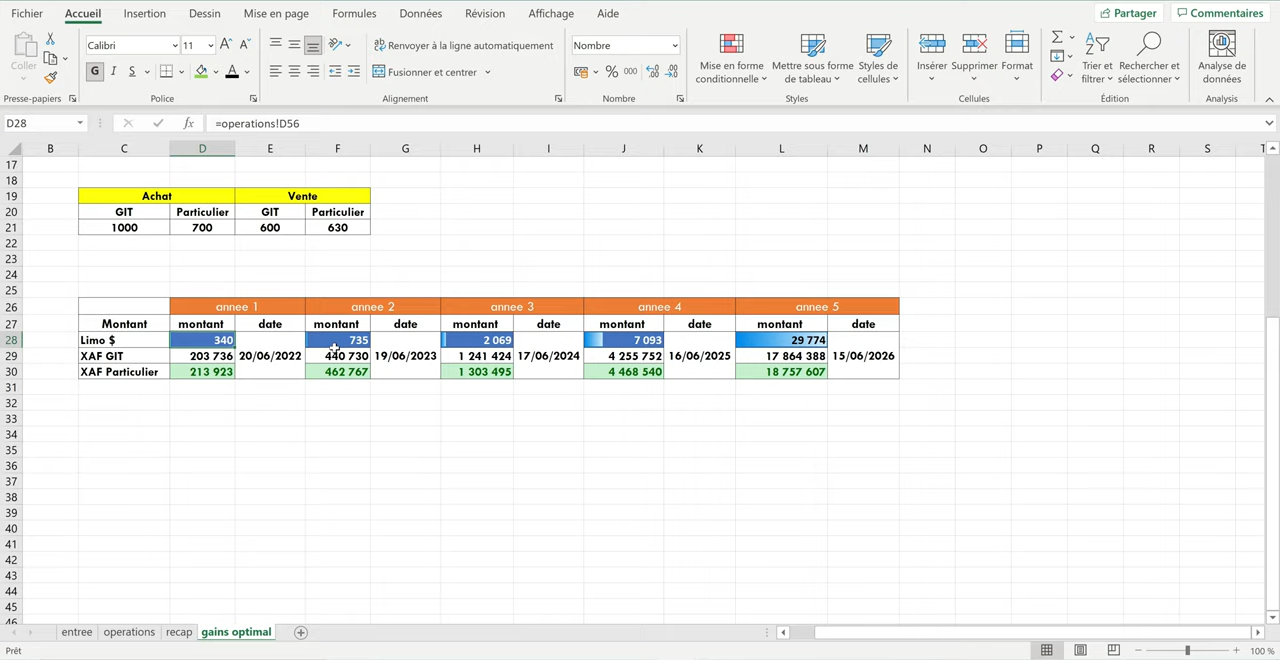 Fichier Accueil Insertion Dessin Mise en page Formules Données Révision Affichage Aide Partager Commentaires
Coller
Calibri 11
G I S A
Renvoyer à la ligne automatiquement
Fusionner et centrer
Nombre
% 000
Mise en forme conditionnelle
Mettre sous forme de tableau
Styles de cellules
Insérer Supprimer Format
Trier et filtrer
Rechercher et sélectionner
Analyse de données
Presse-papiers Police Alignement Nombre Styles Cellules Édition Analysis
D28 fx =operations!D56
B C D E F G H I J K L M N O P Q R S T
17
18
19 Achat Vente
20 GIT Particulier GIT Particulier
21 1000 700 600 630
22
23
24
25
26 annee 1 annee 2 annee 3 annee 4 annee 5
27 Montant montant date montant date montant date montant date montant date
28 Limo $ 340 735 2 069 7 093 29 774
29 XAF GIT 203 736 20/06/2022 440 730 19/06/2023 1 241 424 17/06/2024 4 255 752 16/06/2025 17 864 388 15/06/2026
30 XAF Particulier 213 923 462 767 1 303 495 4 468 540 18 757 607
31
32
33
34
35
36
37
38
39
40
41
42
43
44
45
46
entree operations recap gains optimal
Prêt 100 %